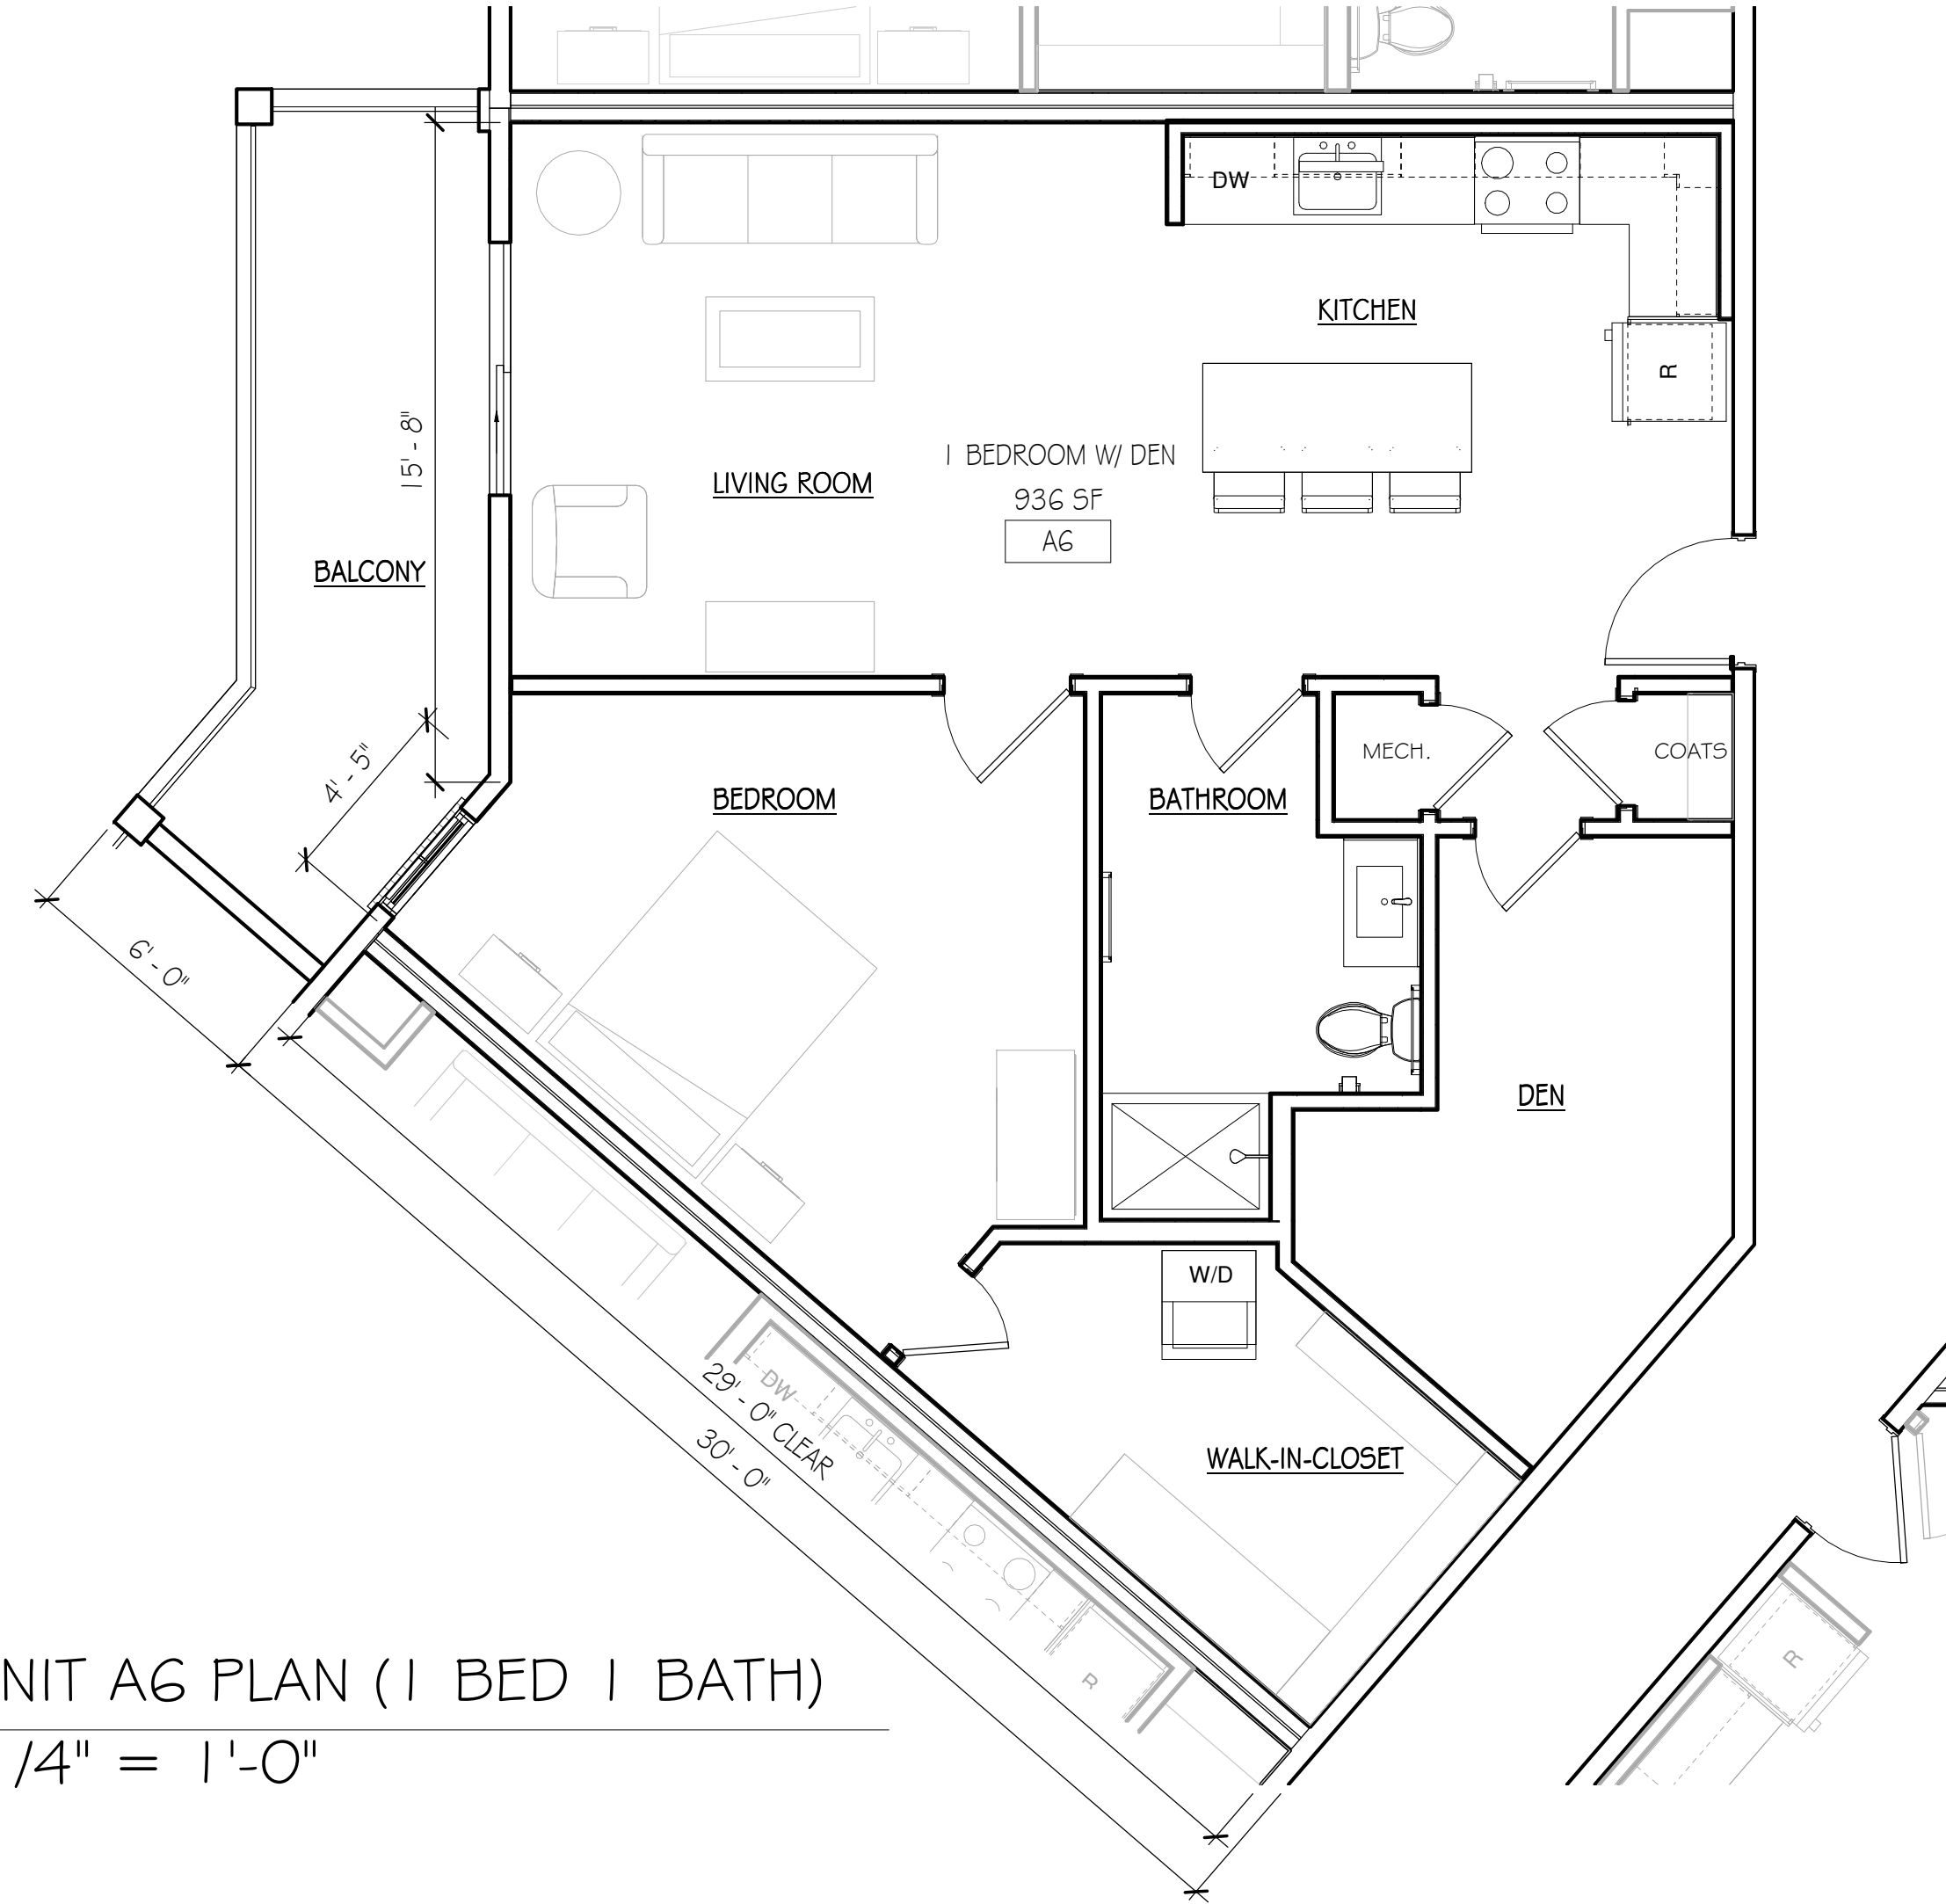 DW
KITCHEN
R
15' - 8"
1 BEDROOM W/ DEN
LIVING ROOM
936 SF
A6
BALCONY
MECH.
COATS
4' - 5"
BEDROOM
BATHROOM
6' - 0"
DEN
W/D
DW
29' - 0" CLEAR
30' - 0"
WALK-IN-CLOSET
R
R
NIT A6 PLAN (1 BED 1 BATH)
/4" = 1'-0"